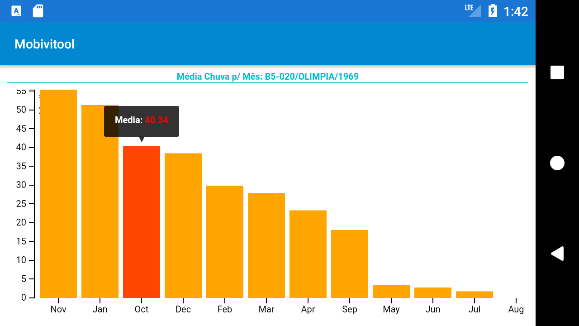 A
LTE
1:42
Mobivitool
Média Chuva p/ Mês: B5-020/OLIMPIA/1969
55
50
45
40
35
30
25
20
15
10
5
0
Media: 40.34
Nov Jan Oct Dec Feb Mar Apr Sep May Jun Jul Aug